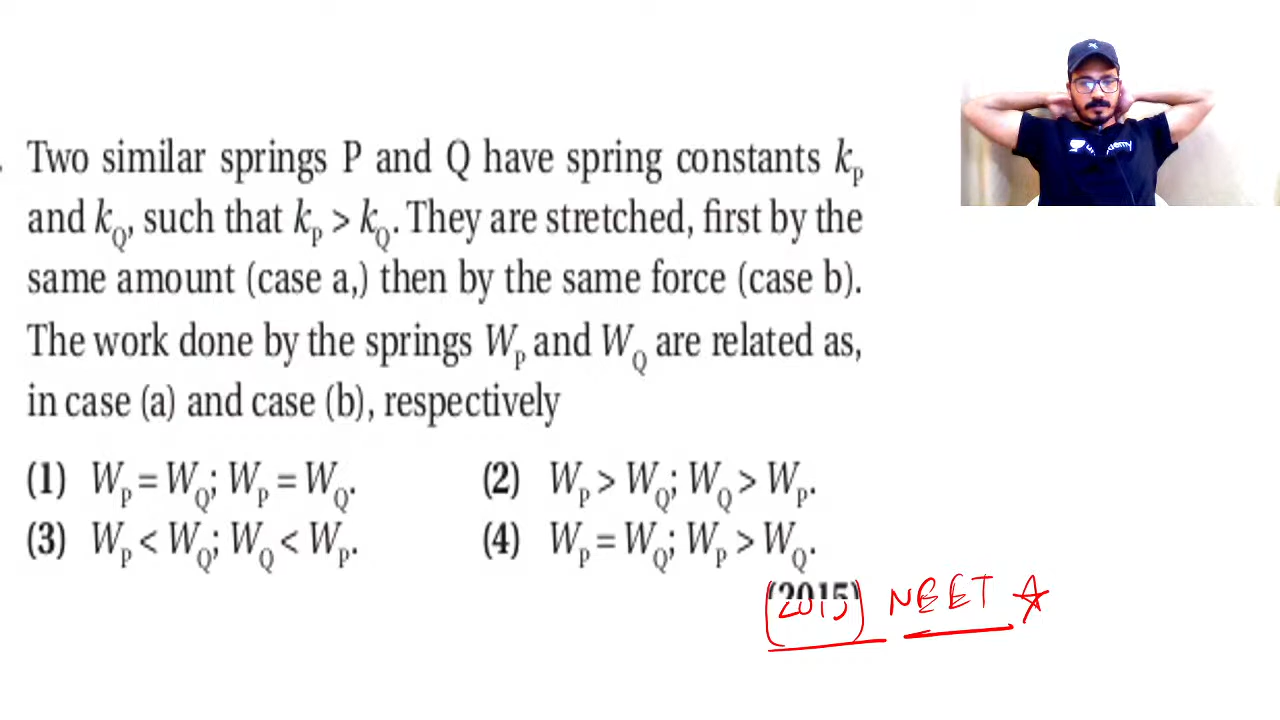 Two similar springs P and Q have spring constants k_P
and k_Q, such that k_P > k_Q. They are stretched, first by the
same amount (case a,) then by the same force (case b).
The work done by the springs W_P and W_Q are related as,
in case (a) and case (b), respectively
(1) W_P = W_Q; W_P = W_Q.
(2) W_P > W_Q; W_Q > W_P.
(3) W_P < W_Q; W_Q < W_P.
(4) W_P = W_Q; W_P > W_Q.
(2015) NEET